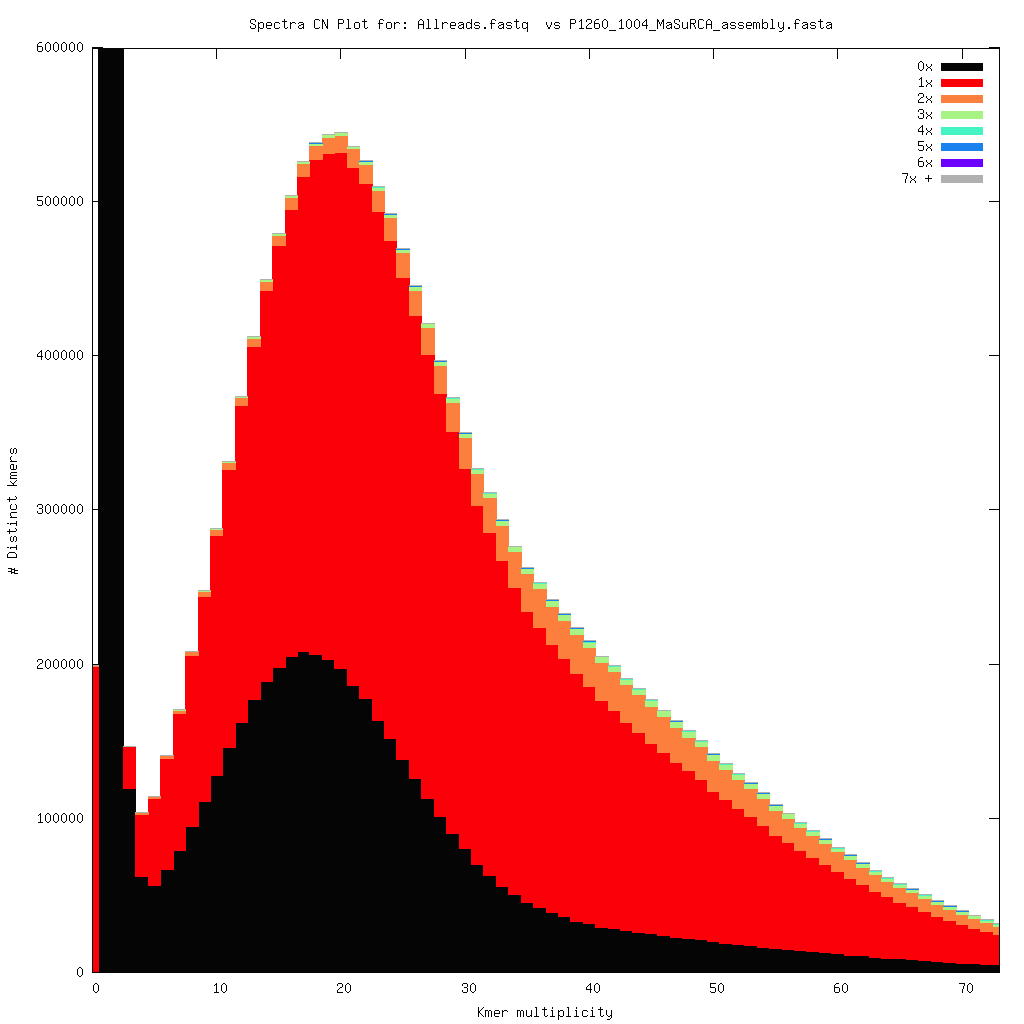 Spectra CN Plot for: Allreads.fastq  vs P1260_1004_MaSuRCA_assembly.fasta
600000
500000
400000
300000
200000
100000
0
# Distinct kmers
0x
1x
2x
3x
4x
5x
6x
7x +
0 10 20 30 40 50 60 70
Kmer multiplicity